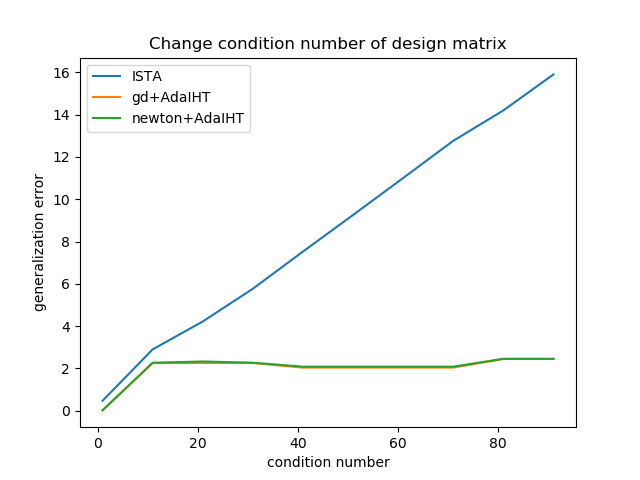 Change condition number of design matrix
ISTA
gd+AdaIHT
newton+AdaIHT
generalization error
16
14
12
10
8
6
4
2
0
0 20 40 60 80
condition number